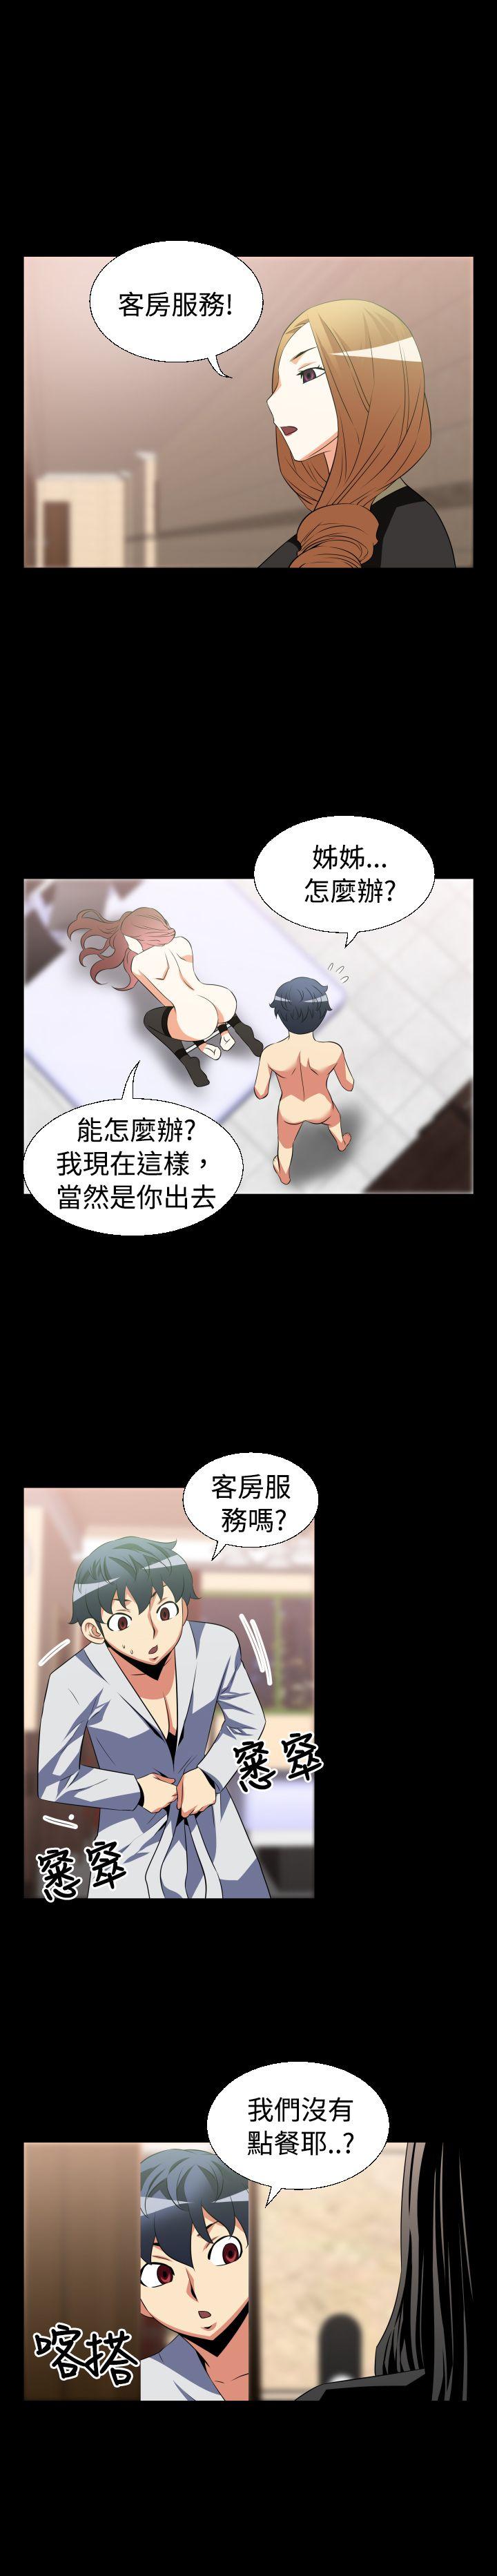 客房服務!
姊姊...
怎麼辦?
能怎麼辦?
我現在這樣，
當然是你出去
客房服
務嗎?
窸窣
窸窣
我們沒有
點餐耶..?
喀搭